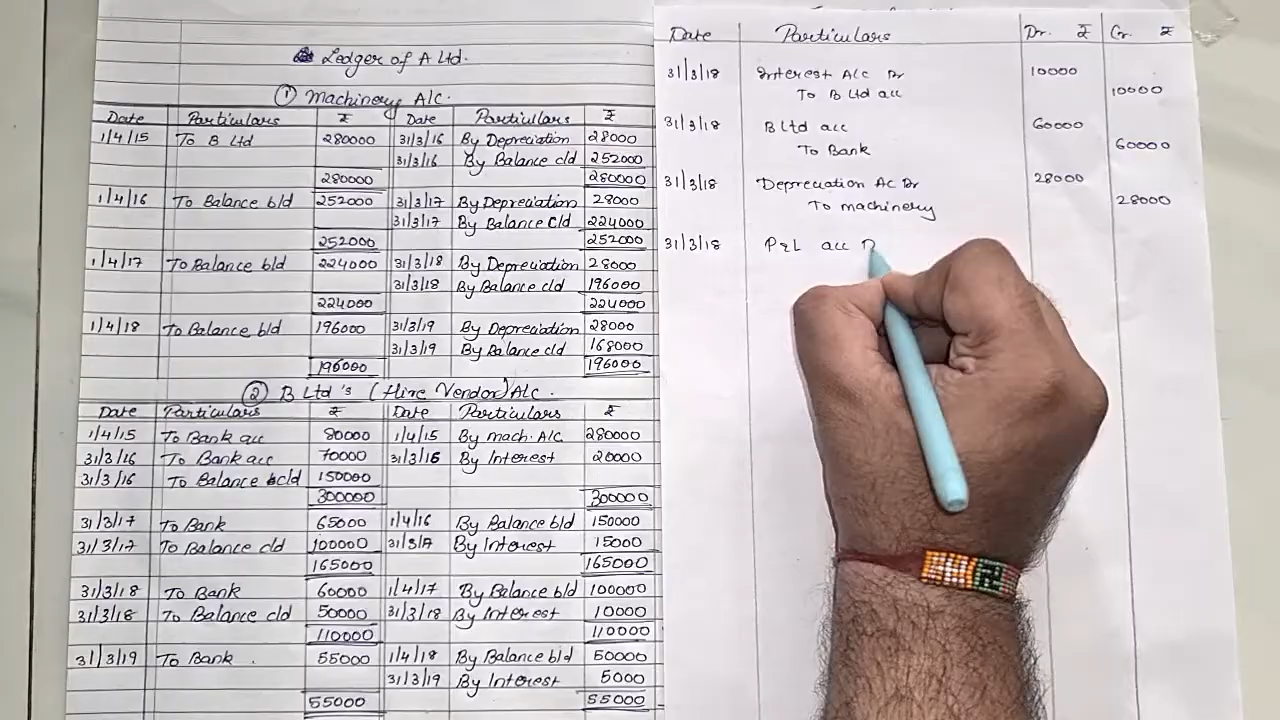 Ledger of A Ltd.
① Machinery A/C.
Date Particulars ₹ Date Particulars ₹
1/4/15 To B Ltd 280000 31/3/16 By Depreciation 28000
31/3/16 By Balance c/d 252000
280000 280000
1/4/16 To Balance b/d 252000 31/3/17 By Depreciation 28000
31/3/17 By Balance C/d 224000
252000 252000
1/4/17 To Balance b/d 224000 31/3/18 By Depreciation 28000
31/3/18 By Balance c/d 196000
224000 224000
1/4/18 To Balance b/d 196000 31/3/19 By Depreciation 28000
31/3/19 By Balance c/d 168000
196000 196000
② B Ltd's (Hire Vendor) A/C.
Date Particulars ₹ Date Particulars ₹
1/4/15 To Bank acc 80000 1/4/15 By mach. A/C 280000
31/3/16 To Bank acc 70000 31/3/16 By Interest 20000
31/3/16 To Balance c/d 150000
300000 300000
31/3/17 To Bank 65000 1/4/16 By Balance b/d 150000
31/3/17 To Balance c/d 100000 31/3/17 By Interest 15000
165000 165000
31/3/18 To Bank 60000 1/4/17 By Balance b/d 100000
31/3/18 To Balance c/d 50000 31/3/18 By Interest 10000
110000 110000
31/3/19 To Bank. 55000 1/4/18 By Balance b/d 50000
31/3/19 By Interest 5000
55000 55000
Date Particulars Dr. ₹ Cr. ₹
31/3/18 Interest A/C Dr 10000
To B Ltd acc 10000
31/3/18 B Ltd acc 60000
To Bank 60000
31/3/18 Depreciation AC Dr 28000
To machinery 28000
31/3/18 P&L acc D